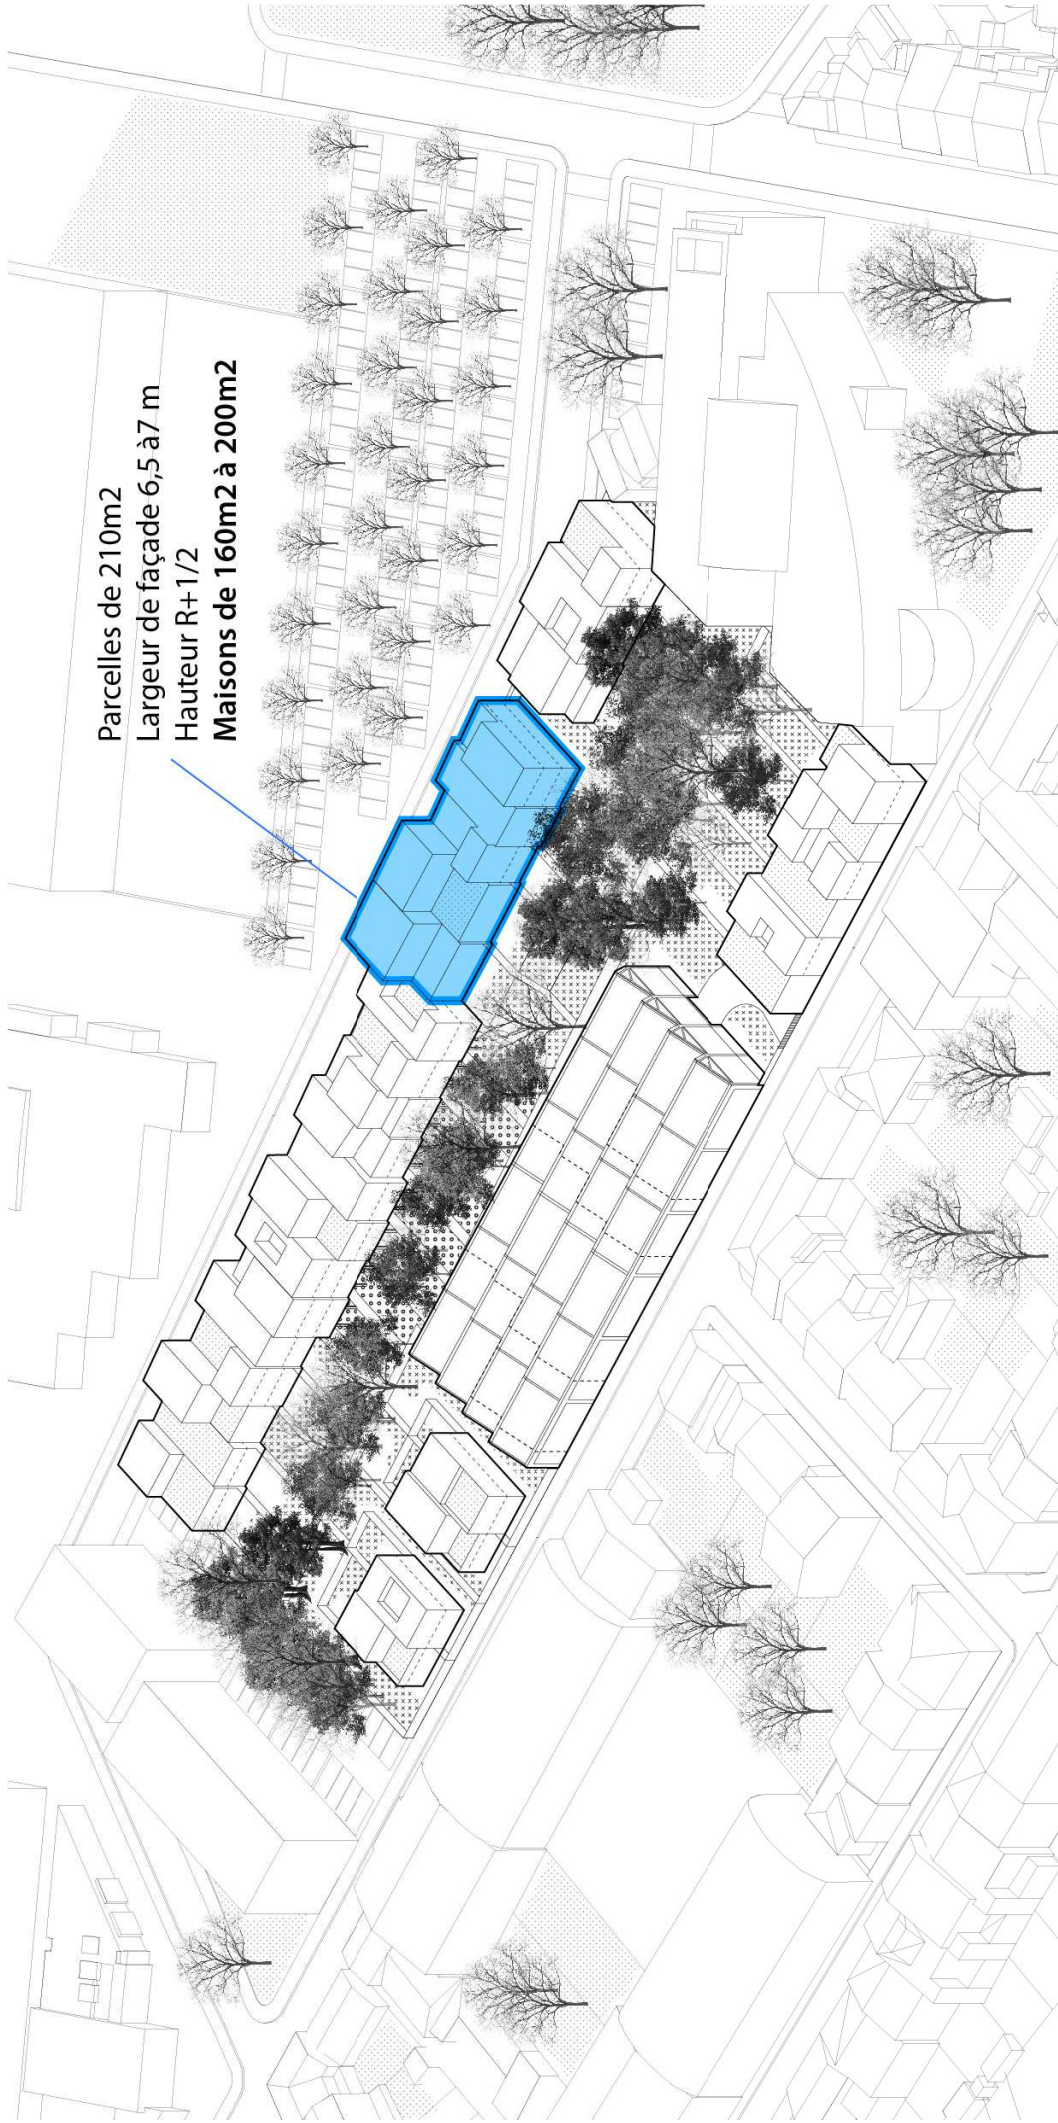 Parcelles de 210m2
Largeur de façade 6,5 à7 m
Hauteur R+1/2
Maisons de 160m2 à 200m2